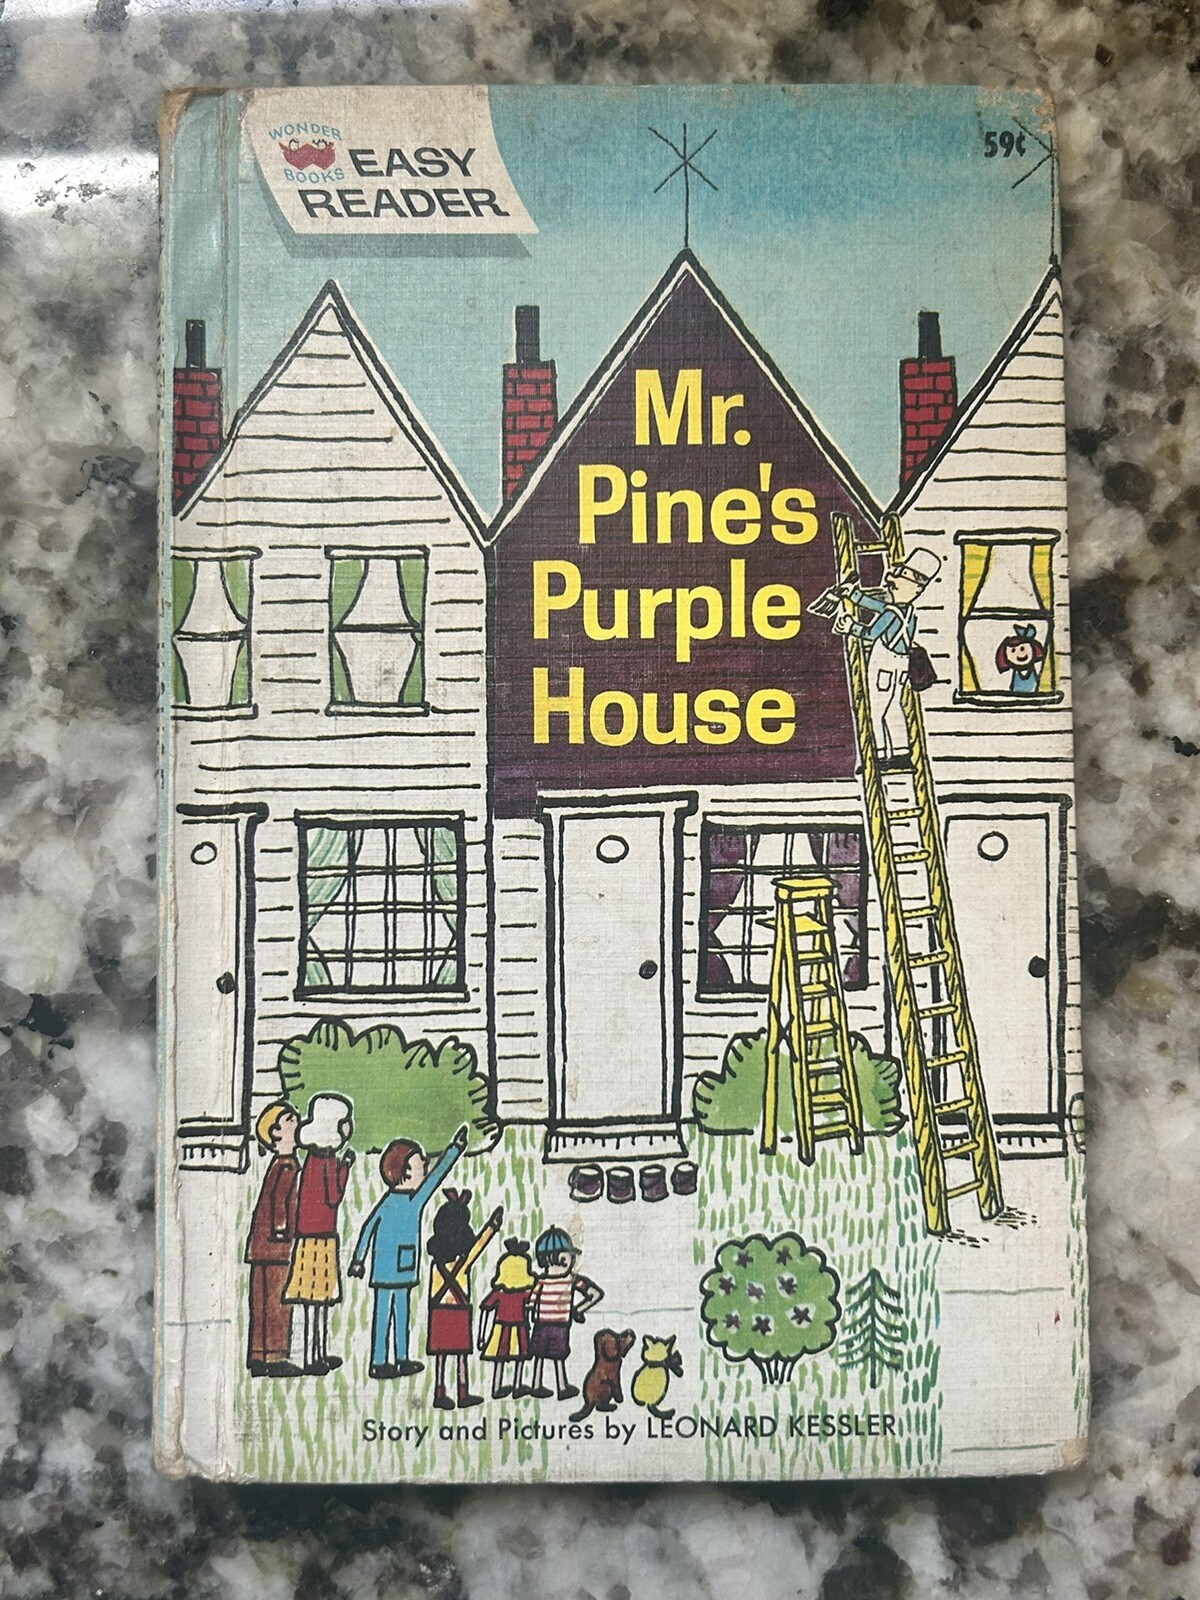 WONDER
BOOKS
EASY
READER
59¢
Mr.
Pine's
Purple
House
Story and Pictures by LEONARD KESSLER